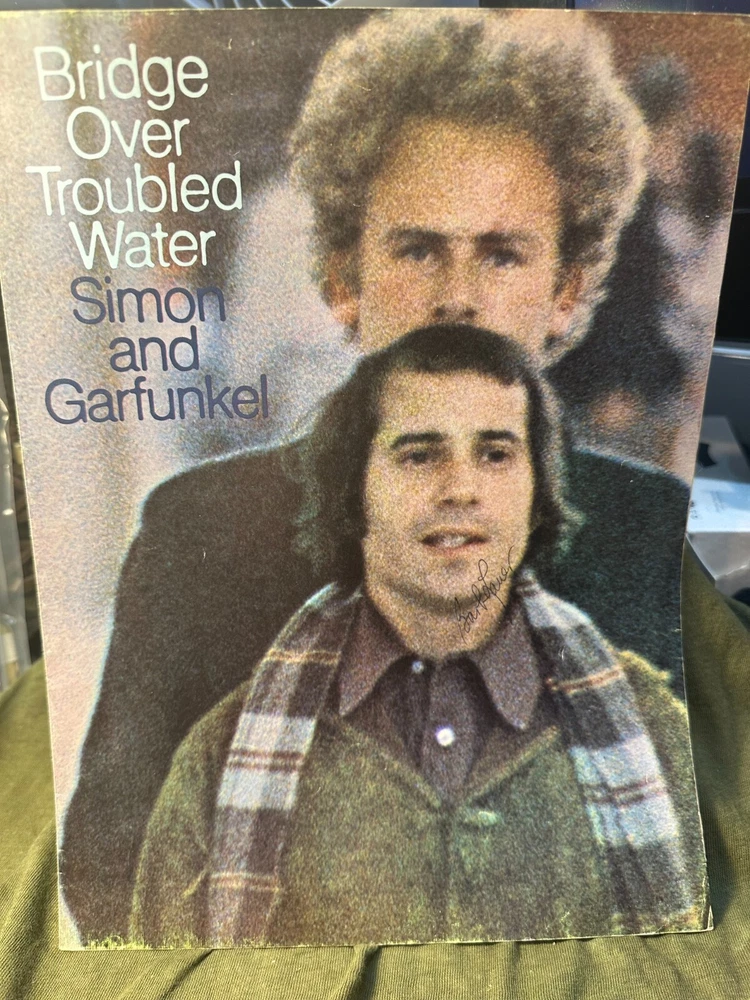 Bridge
Over
Troubled
Water
Simon
and
Garfunkel